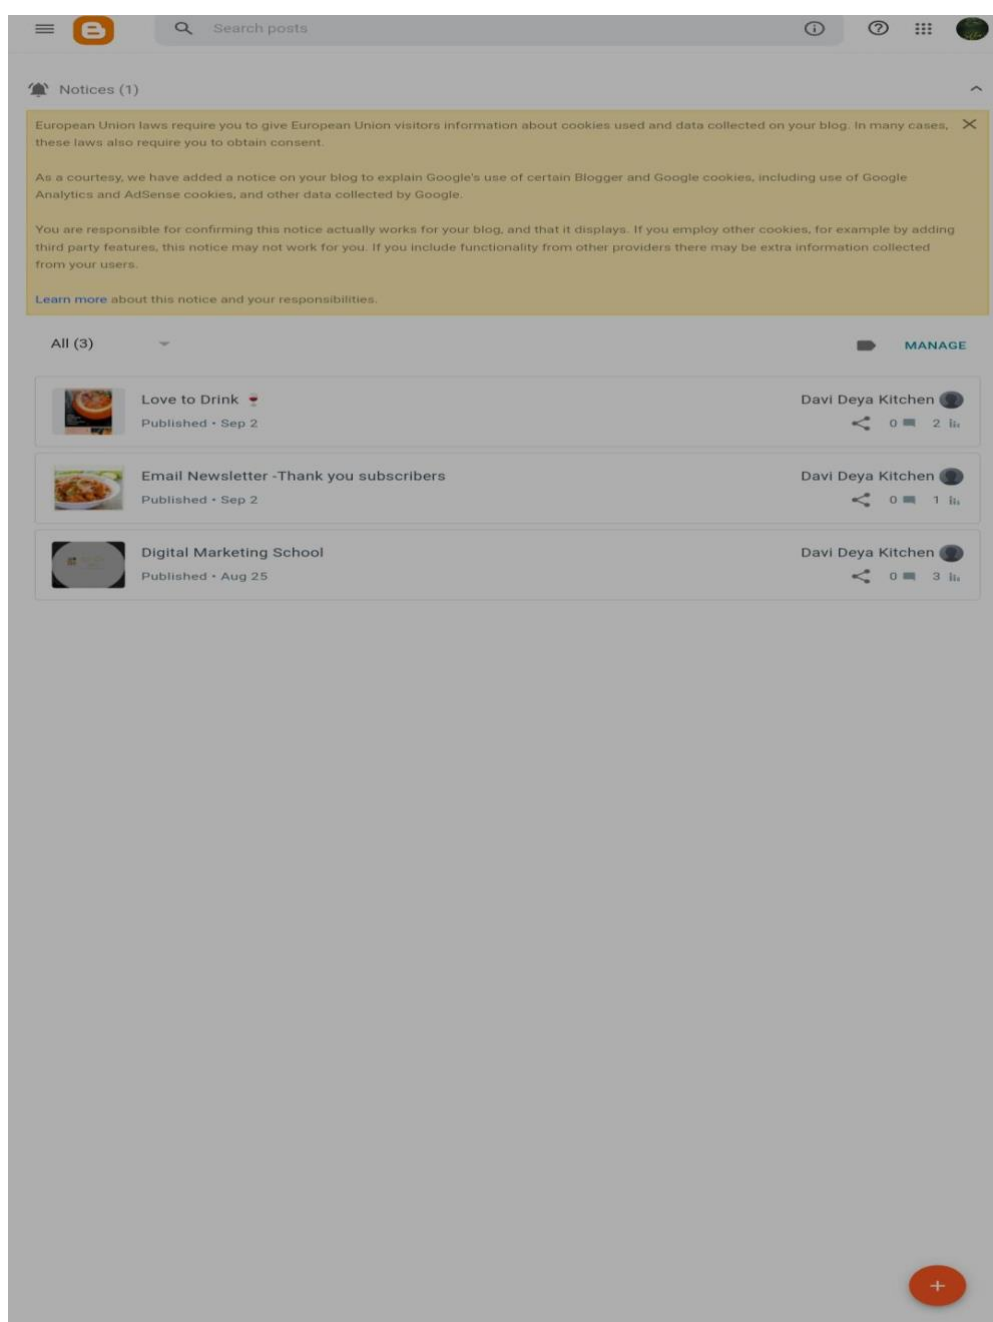 Search posts
Notices (1)
European Union laws require you to give European Union visitors information about cookies used and data collected on your blog. In many cases,
these laws also require you to obtain consent.
As a courtesy, we have added a notice on your blog to explain Google's use of certain Blogger and Google cookies, including use of Google
Analytics and AdSense cookies, and other data collected by Google.
You are responsible for confirming this notice actually works for your blog, and that it displays. If you employ other cookies, for example by adding
third party features, this notice may not work for you. If you include functionality from other providers there may be extra information collected
from your users.
Learn more about this notice and your responsibilities.
All (3) MANAGE
Love to Drink 🍷 Davi Deya Kitchen
Published • Sep 2 0 2
Email Newsletter -Thank you subscribers Davi Deya Kitchen
Published • Sep 2 0 1
Digital Marketing School Davi Deya Kitchen
Published • Aug 25 0 3